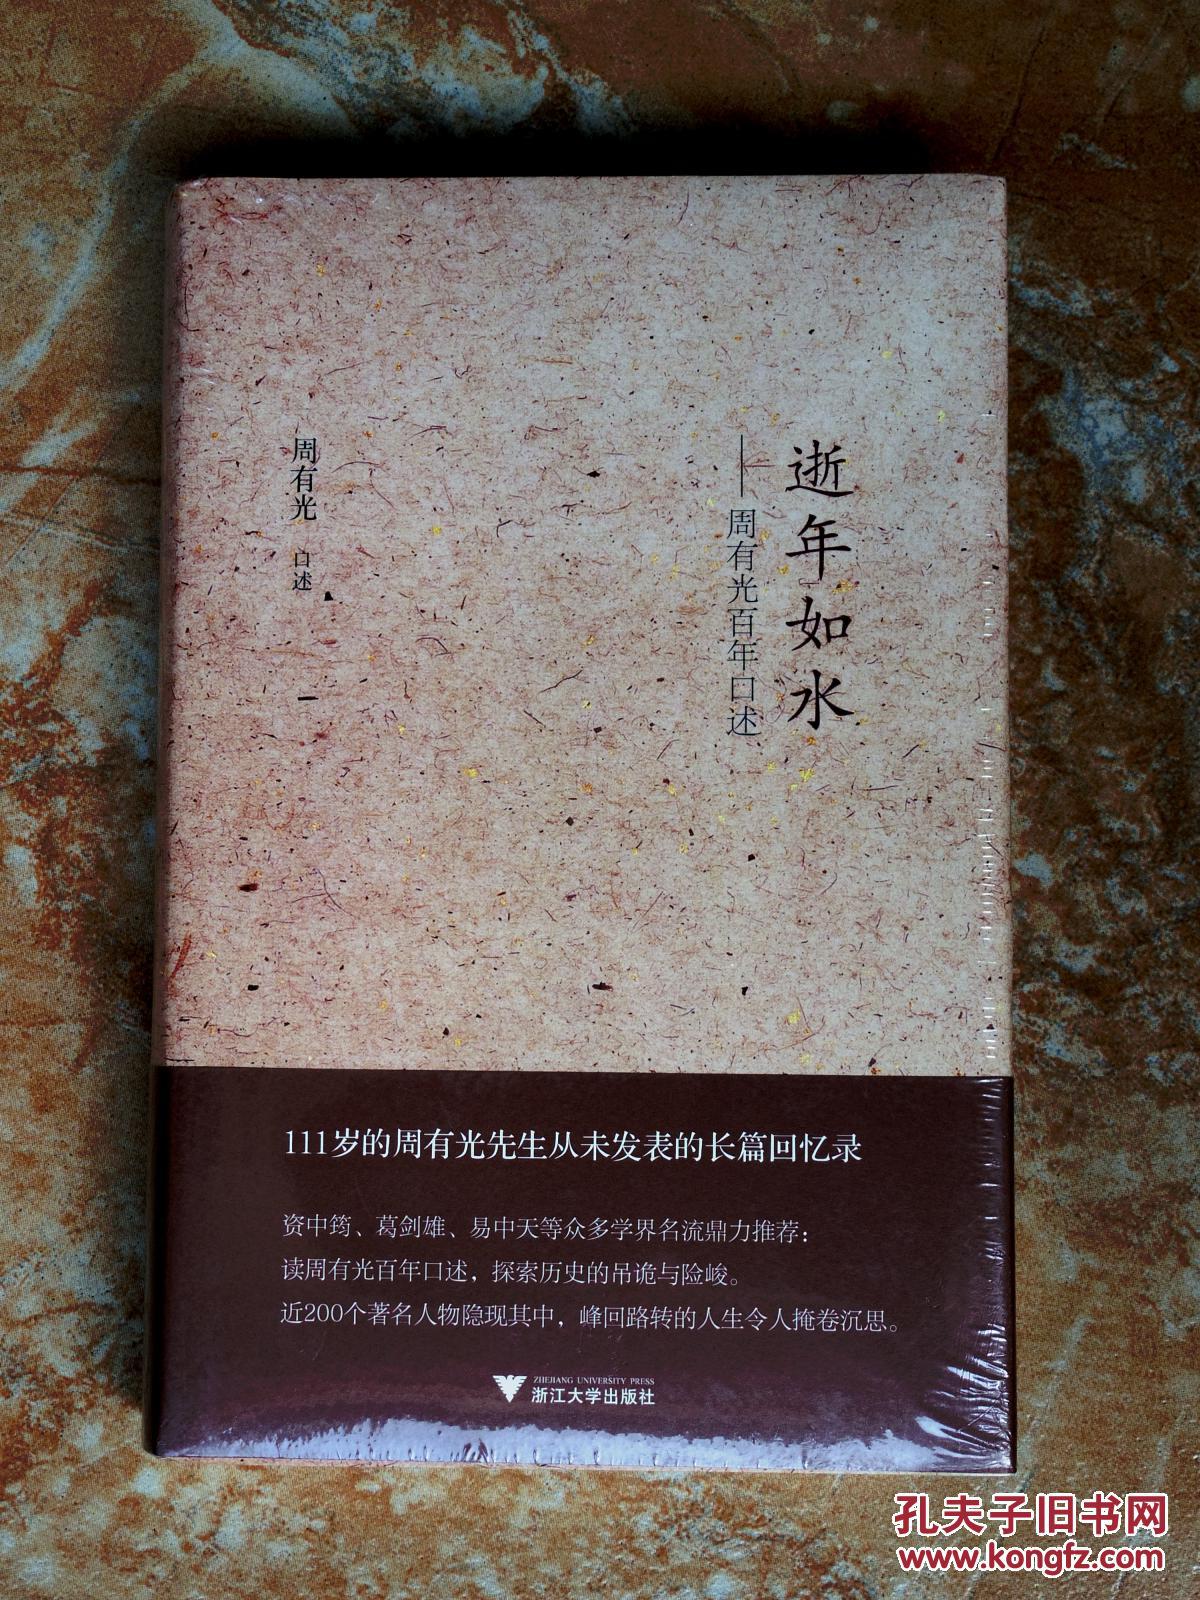 逝年如水
——周有光百年口述
周有光 口述
111岁的周有光先生从未发表的长篇回忆录
资中筠、葛剑雄、易中天等众多学界名流鼎力推荐：
读周有光百年口述，探索历史的吊诡与险峻。
近200个著名人物隐现其中，峰回路转的人生令人掩卷沉思。
ZHEJIANG UNIVERSITY PRESS
浙江大学出版社
孔夫子旧书网
www.kongfz.com